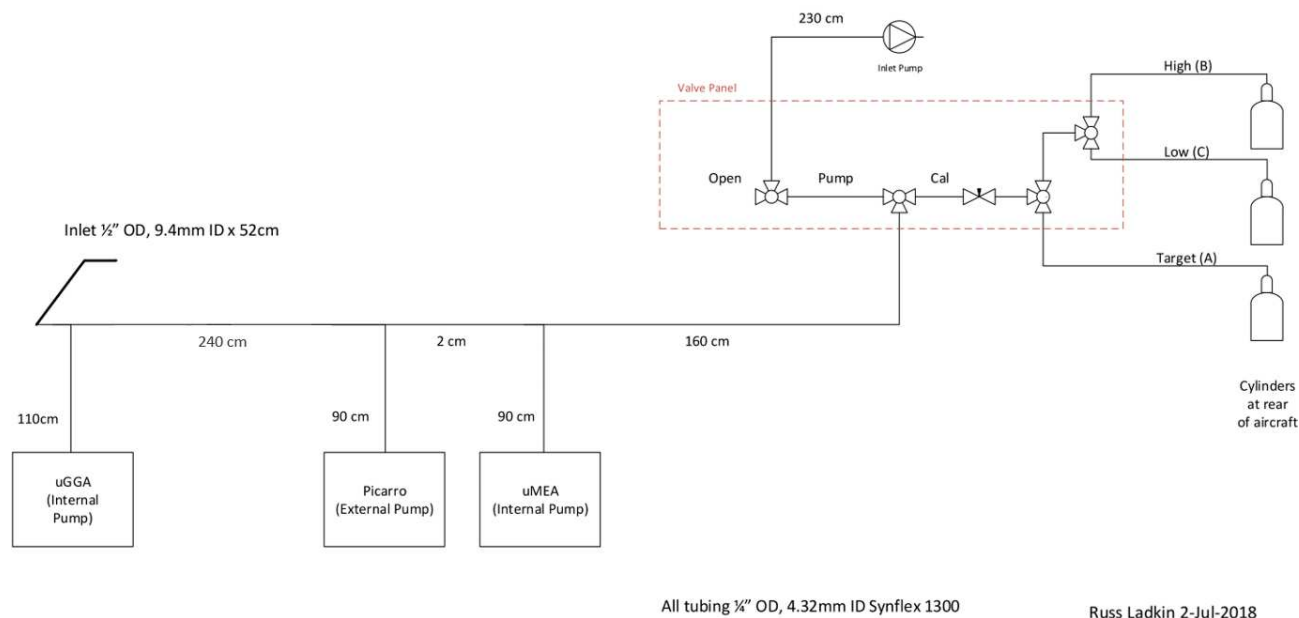 230 cm
Inlet Pump
High (B)
Valve Panel
Low (C)
Open
Pump
Cal
Inlet ½” OD, 9.4mm ID x 52cm
Target (A)
240 cm
2 cm
160 cm
Cylinders
at rear
of aircraft
110cm
90 cm
90 cm
uGGA
(Internal
Pump)
Picarro
(External Pump)
uMEA
(Internal Pump)
All tubing ¼” OD, 4.32mm ID Synflex 1300
Russ Ladkin 2-Jul-2018